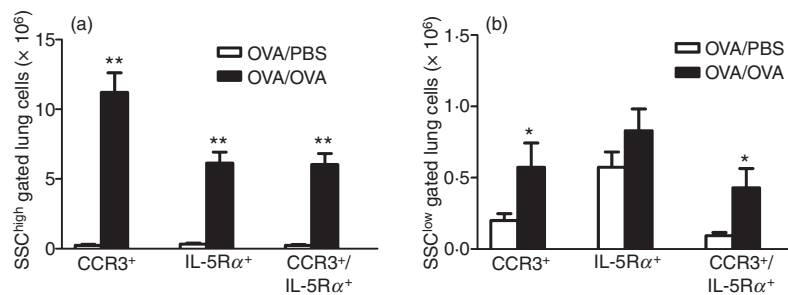 (a)
SSC^high gated lung cells (× 10^6)
15
10
5
0
OVA/PBS
OVA/OVA
**
**
**
CCR3+
IL-5Rα+
CCR3+/
IL-5Rα+
(b)
SSC^low gated lung cells (× 10^6)
1·5
1·0
0·5
0·0
OVA/PBS
OVA/OVA
*
*
CCR3+
IL-5Rα+
CCR3+/
IL-5Rα+